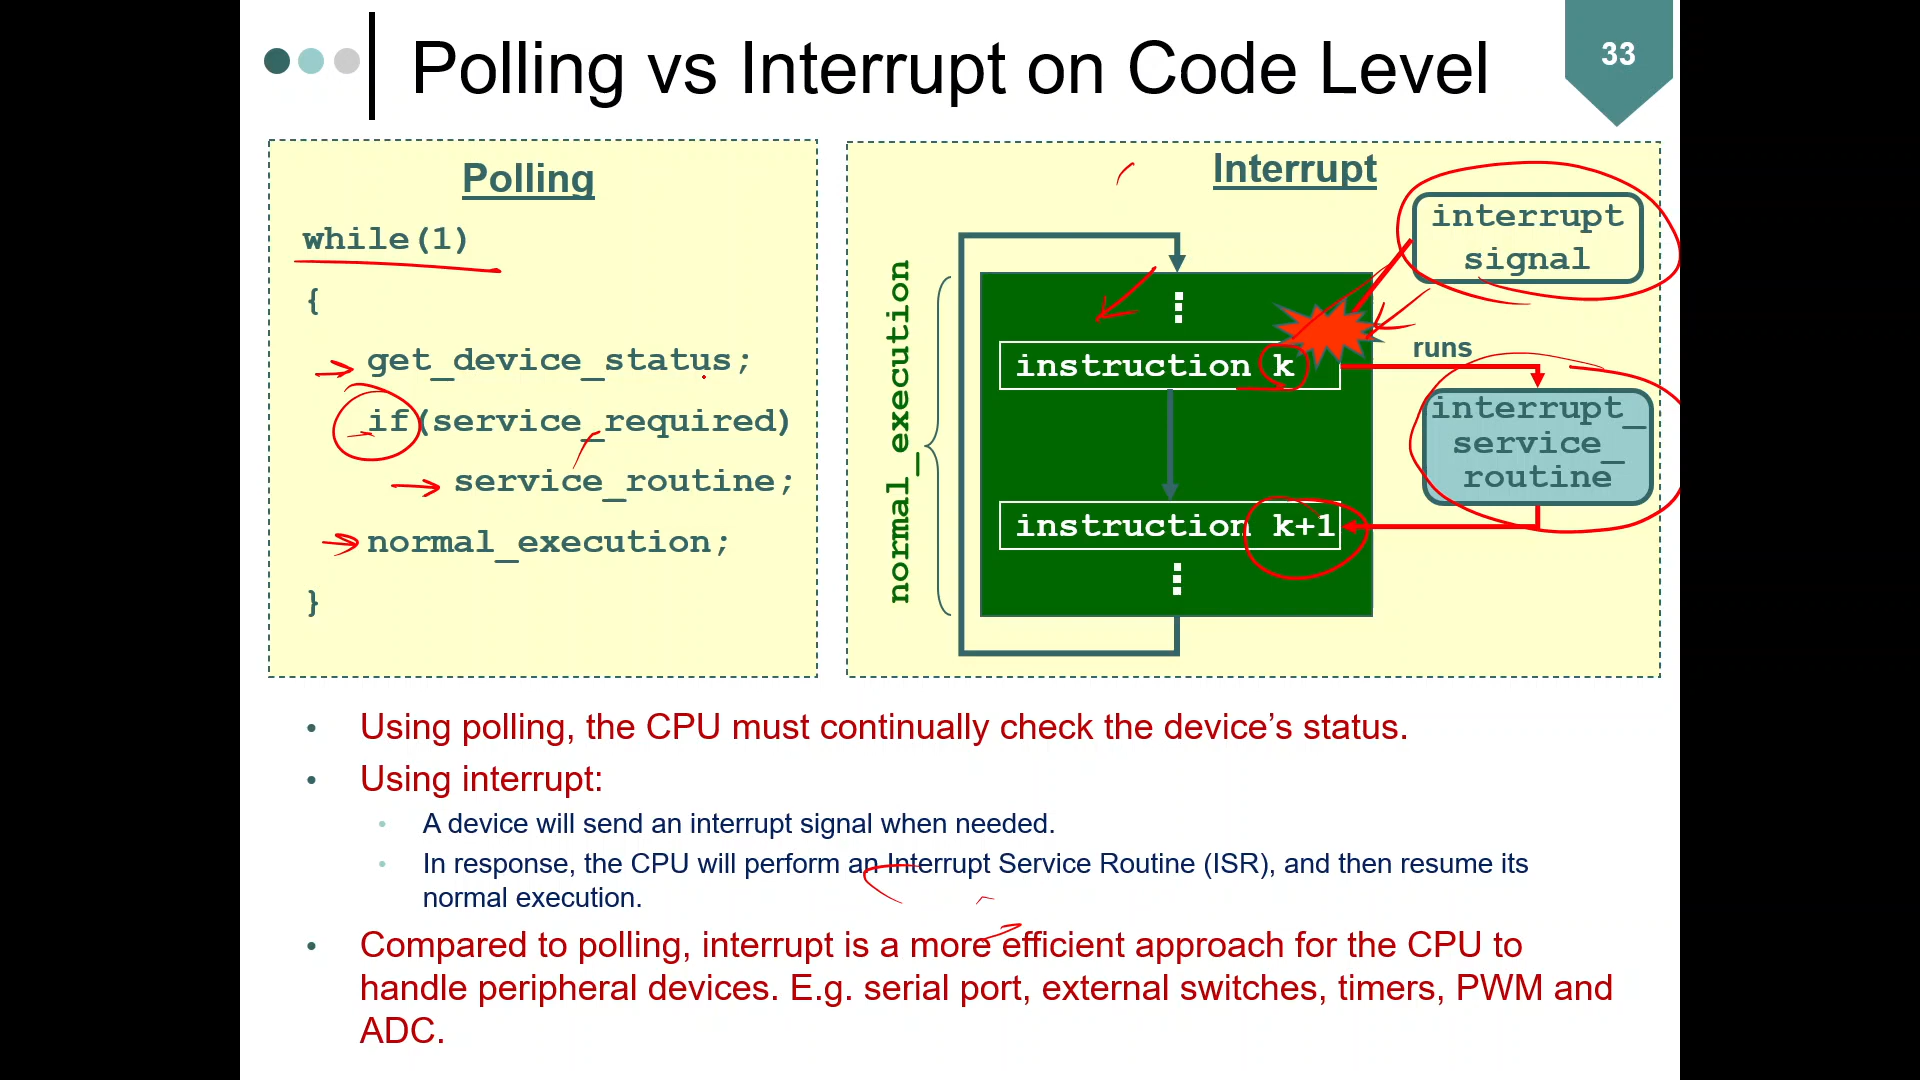 Polling vs Interrupt on Code Level
33
Polling
while(1)
{
get_device_status;
if(service_required)
service_routine;
normal_execution;
}
Interrupt
interrupt
signal
normal_execution
⋮
instruction k
runs
interrupt_
service_
routine
instruction k+1
⋮
• Using polling, the CPU must continually check the device’s status.
• Using interrupt:
• A device will send an interrupt signal when needed.
• In response, the CPU will perform an Interrupt Service Routine (ISR), and then resume its
normal execution.
• Compared to polling, interrupt is a more efficient approach for the CPU to
handle peripheral devices. E.g. serial port, external switches, timers, PWM and
ADC.